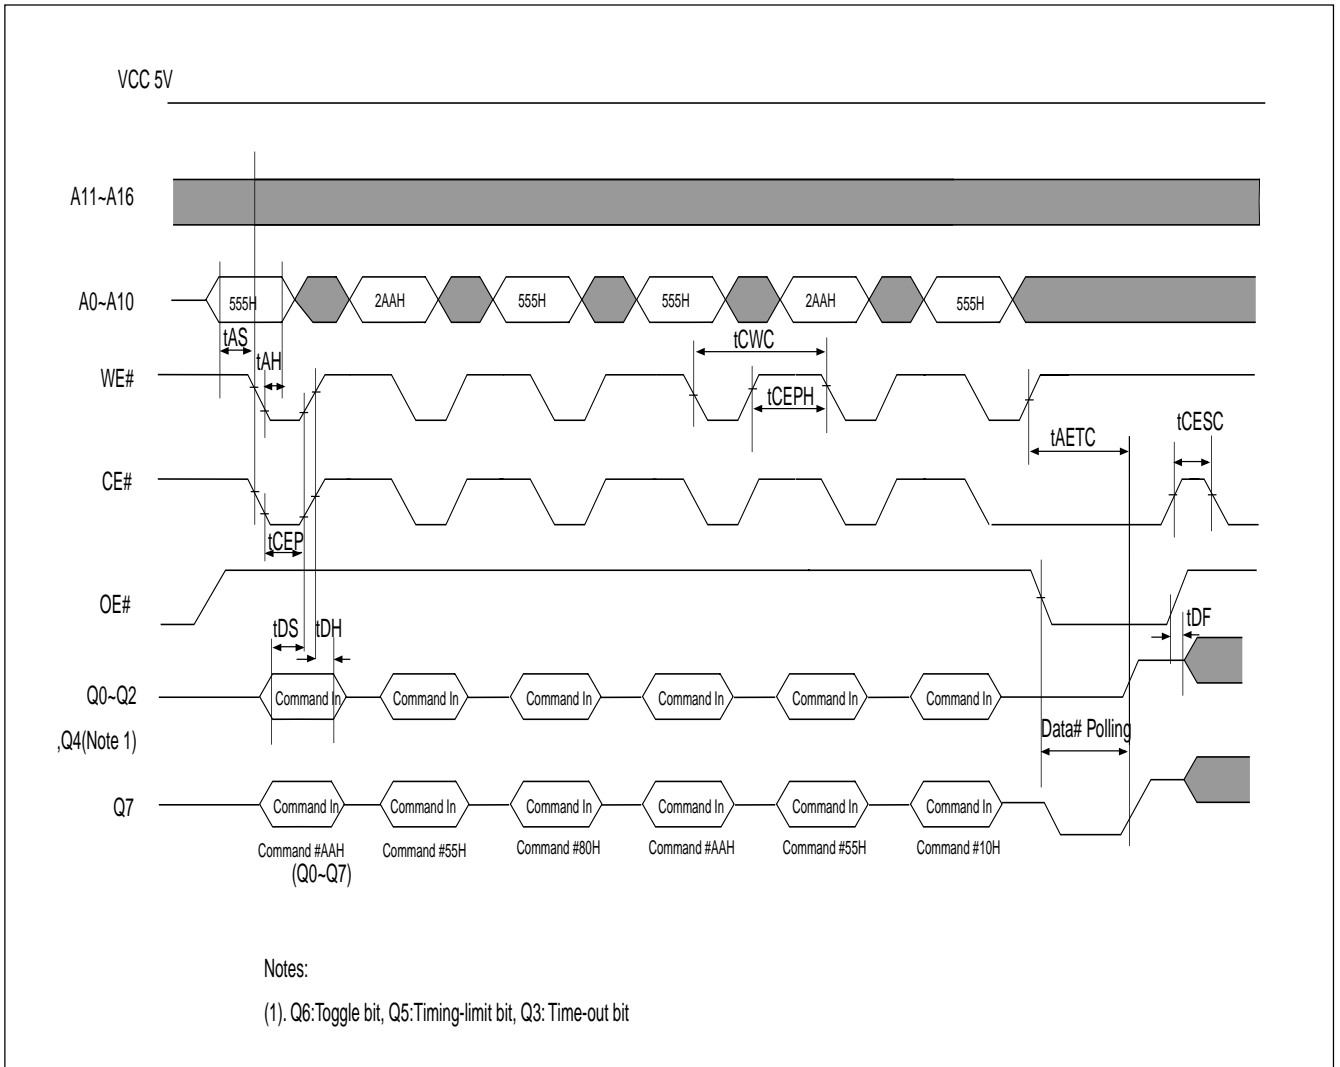 VCC 5V
A11~A16
A0~A10
555H
2AAH
555H
555H
2AAH
555H
tAS
tAH
tCWC
WE#
tCEPH
tAETC
tCESC
CE#
tCEP
OE#
tDS
tDH
tDF
Q0~Q2
Command In
Command In
Command In
Command In
Command In
Command In
,Q4(Note 1)
Data# Polling
Q7
Command In
Command In
Command In
Command In
Command In
Command In
Command #AAH
Command #55H
Command #80H
Command #AAH
Command #55H
Command #10H
(Q0~Q7)
Notes:
(1). Q6:Toggle bit, Q5:Timing-limit bit, Q3: Time-out bit